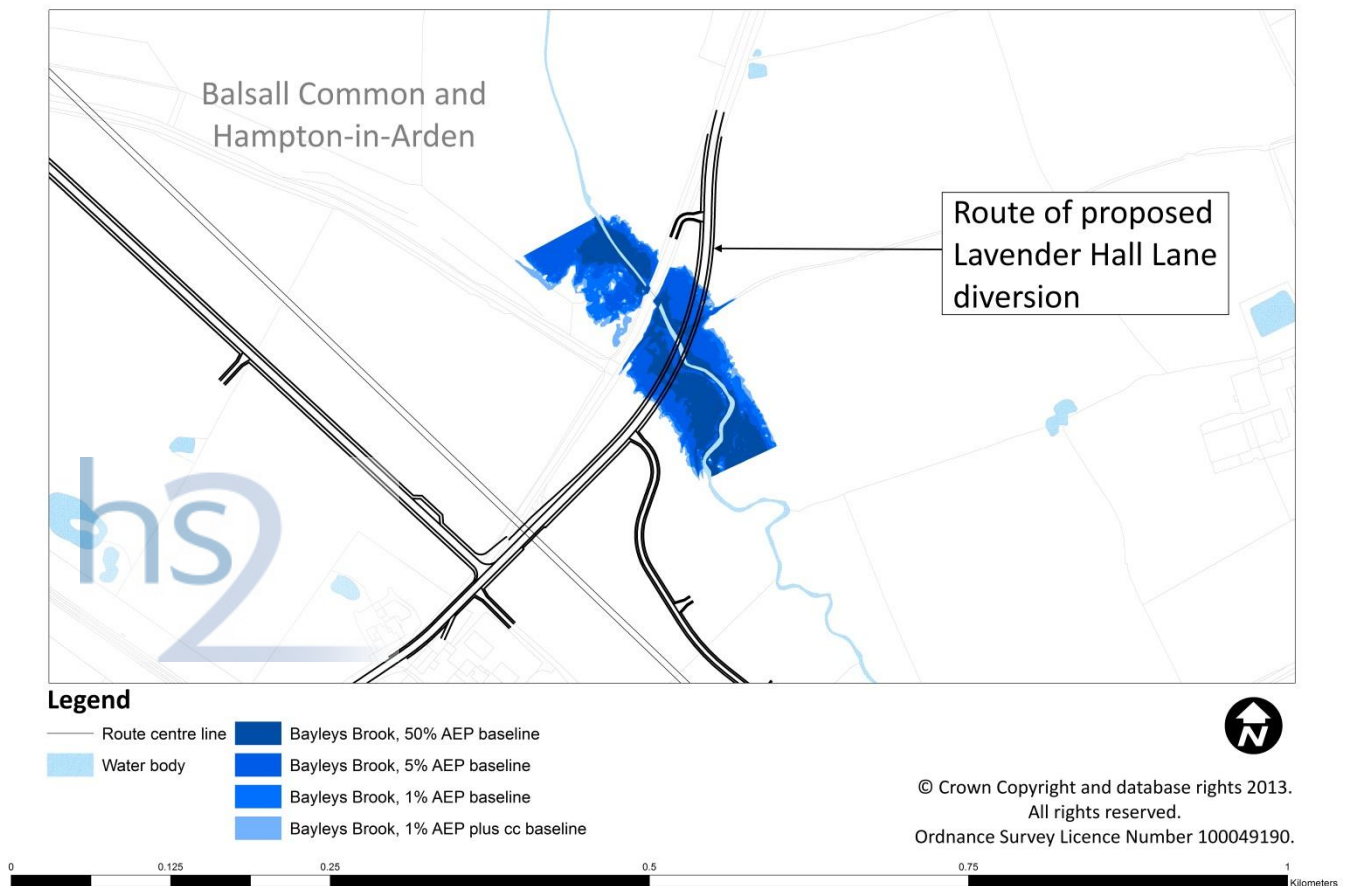 Balsall Common and
Hampton-in-Arden
Route of proposed
Lavender Hall Lane
diversion
hs2
Legend
Route centre line
Water body
Bayleys Brook, 50% AEP baseline
Bayleys Brook, 5% AEP baseline
Bayleys Brook, 1% AEP baseline
Bayleys Brook, 1% AEP plus cc baseline
N
© Crown Copyright and database rights 2013.
All rights reserved.
Ordnance Survey Licence Number 100049190.
0 0.125 0.25 0.5 0.75 1
Kilometers